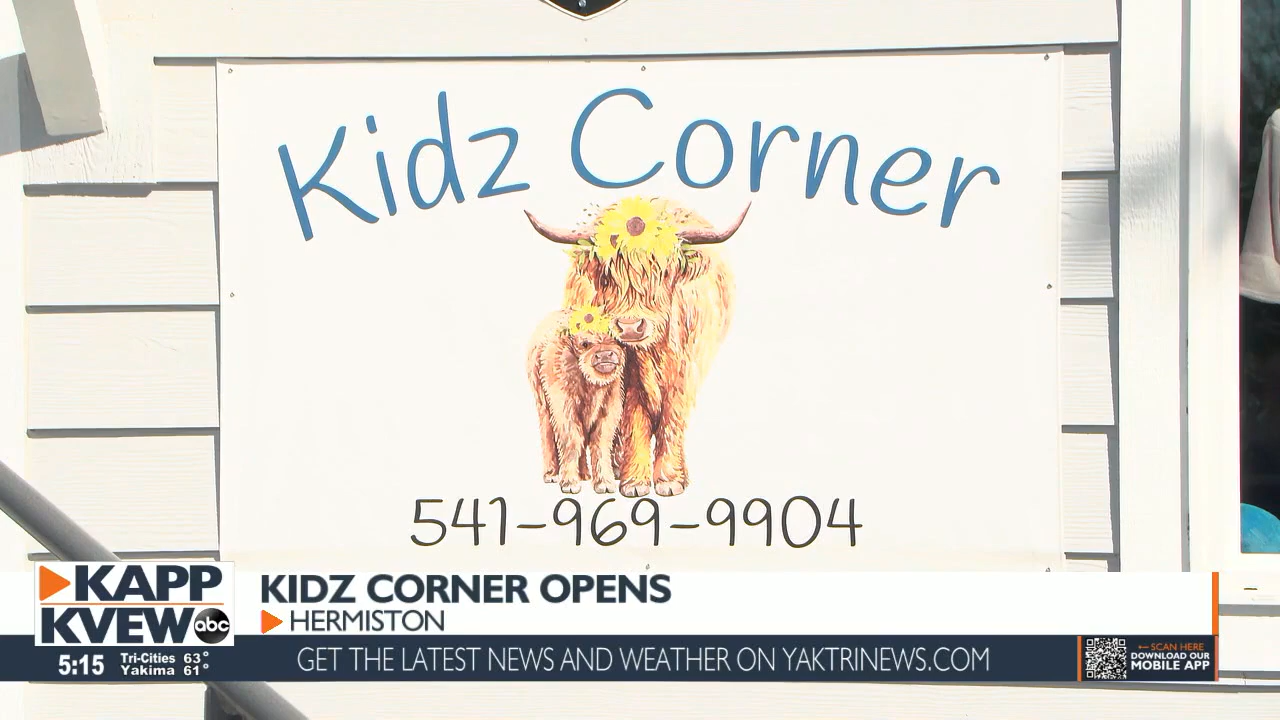 Kidz Corner
541-969-9904
KAPP
KVEW abc
KIDZ CORNER OPENS
HERMISTON
5:15
Tri-Cities 63°
Yakima 61°
GET THE LATEST NEWS AND WEATHER ON YAKTRINEWS.COM
SCAN HERE
DOWNLOAD OUR
MOBILE APP